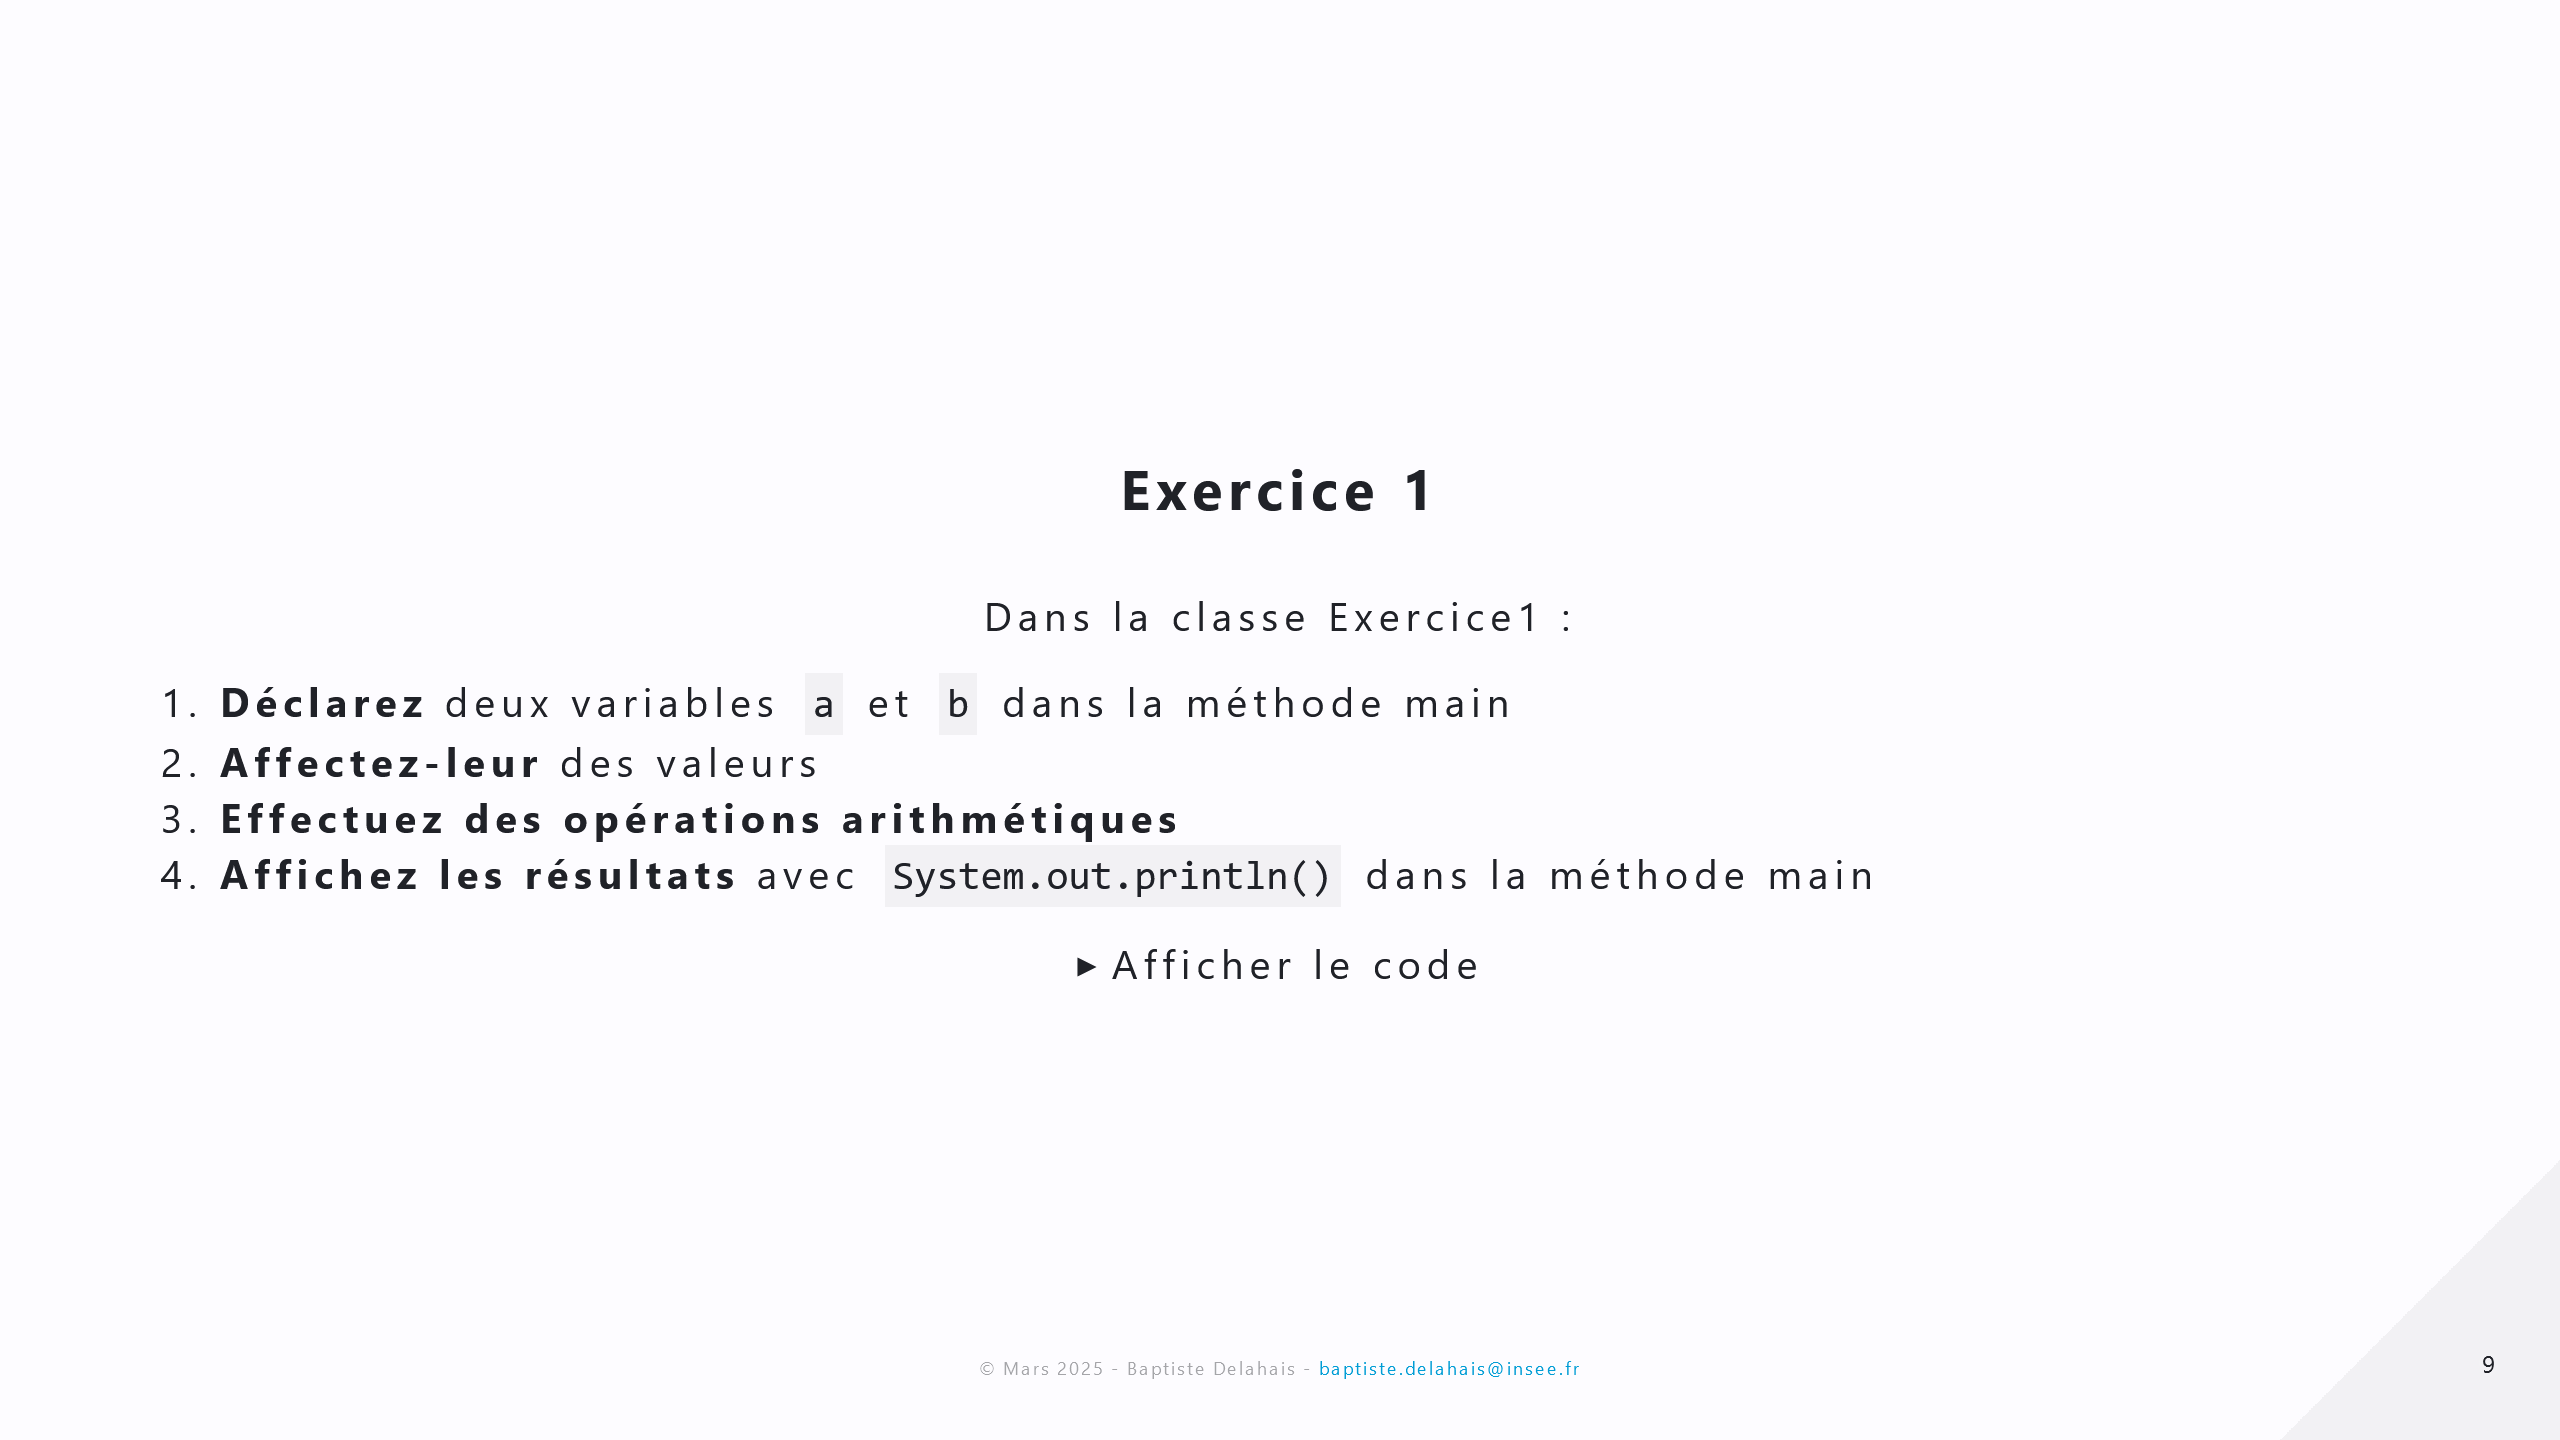 Exercice 1
Dans la classe Exercice1 :
1. Déclarez deux variables a et b dans la méthode main
2. Affectez-leur des valeurs
3. Effectuez des opérations arithmétiques
4. Affichez les résultats avec System.out.println() dans la méthode main
▶ Afficher le code
© Mars 2025 - Baptiste Delahais - baptiste.delahais@insee.fr
9